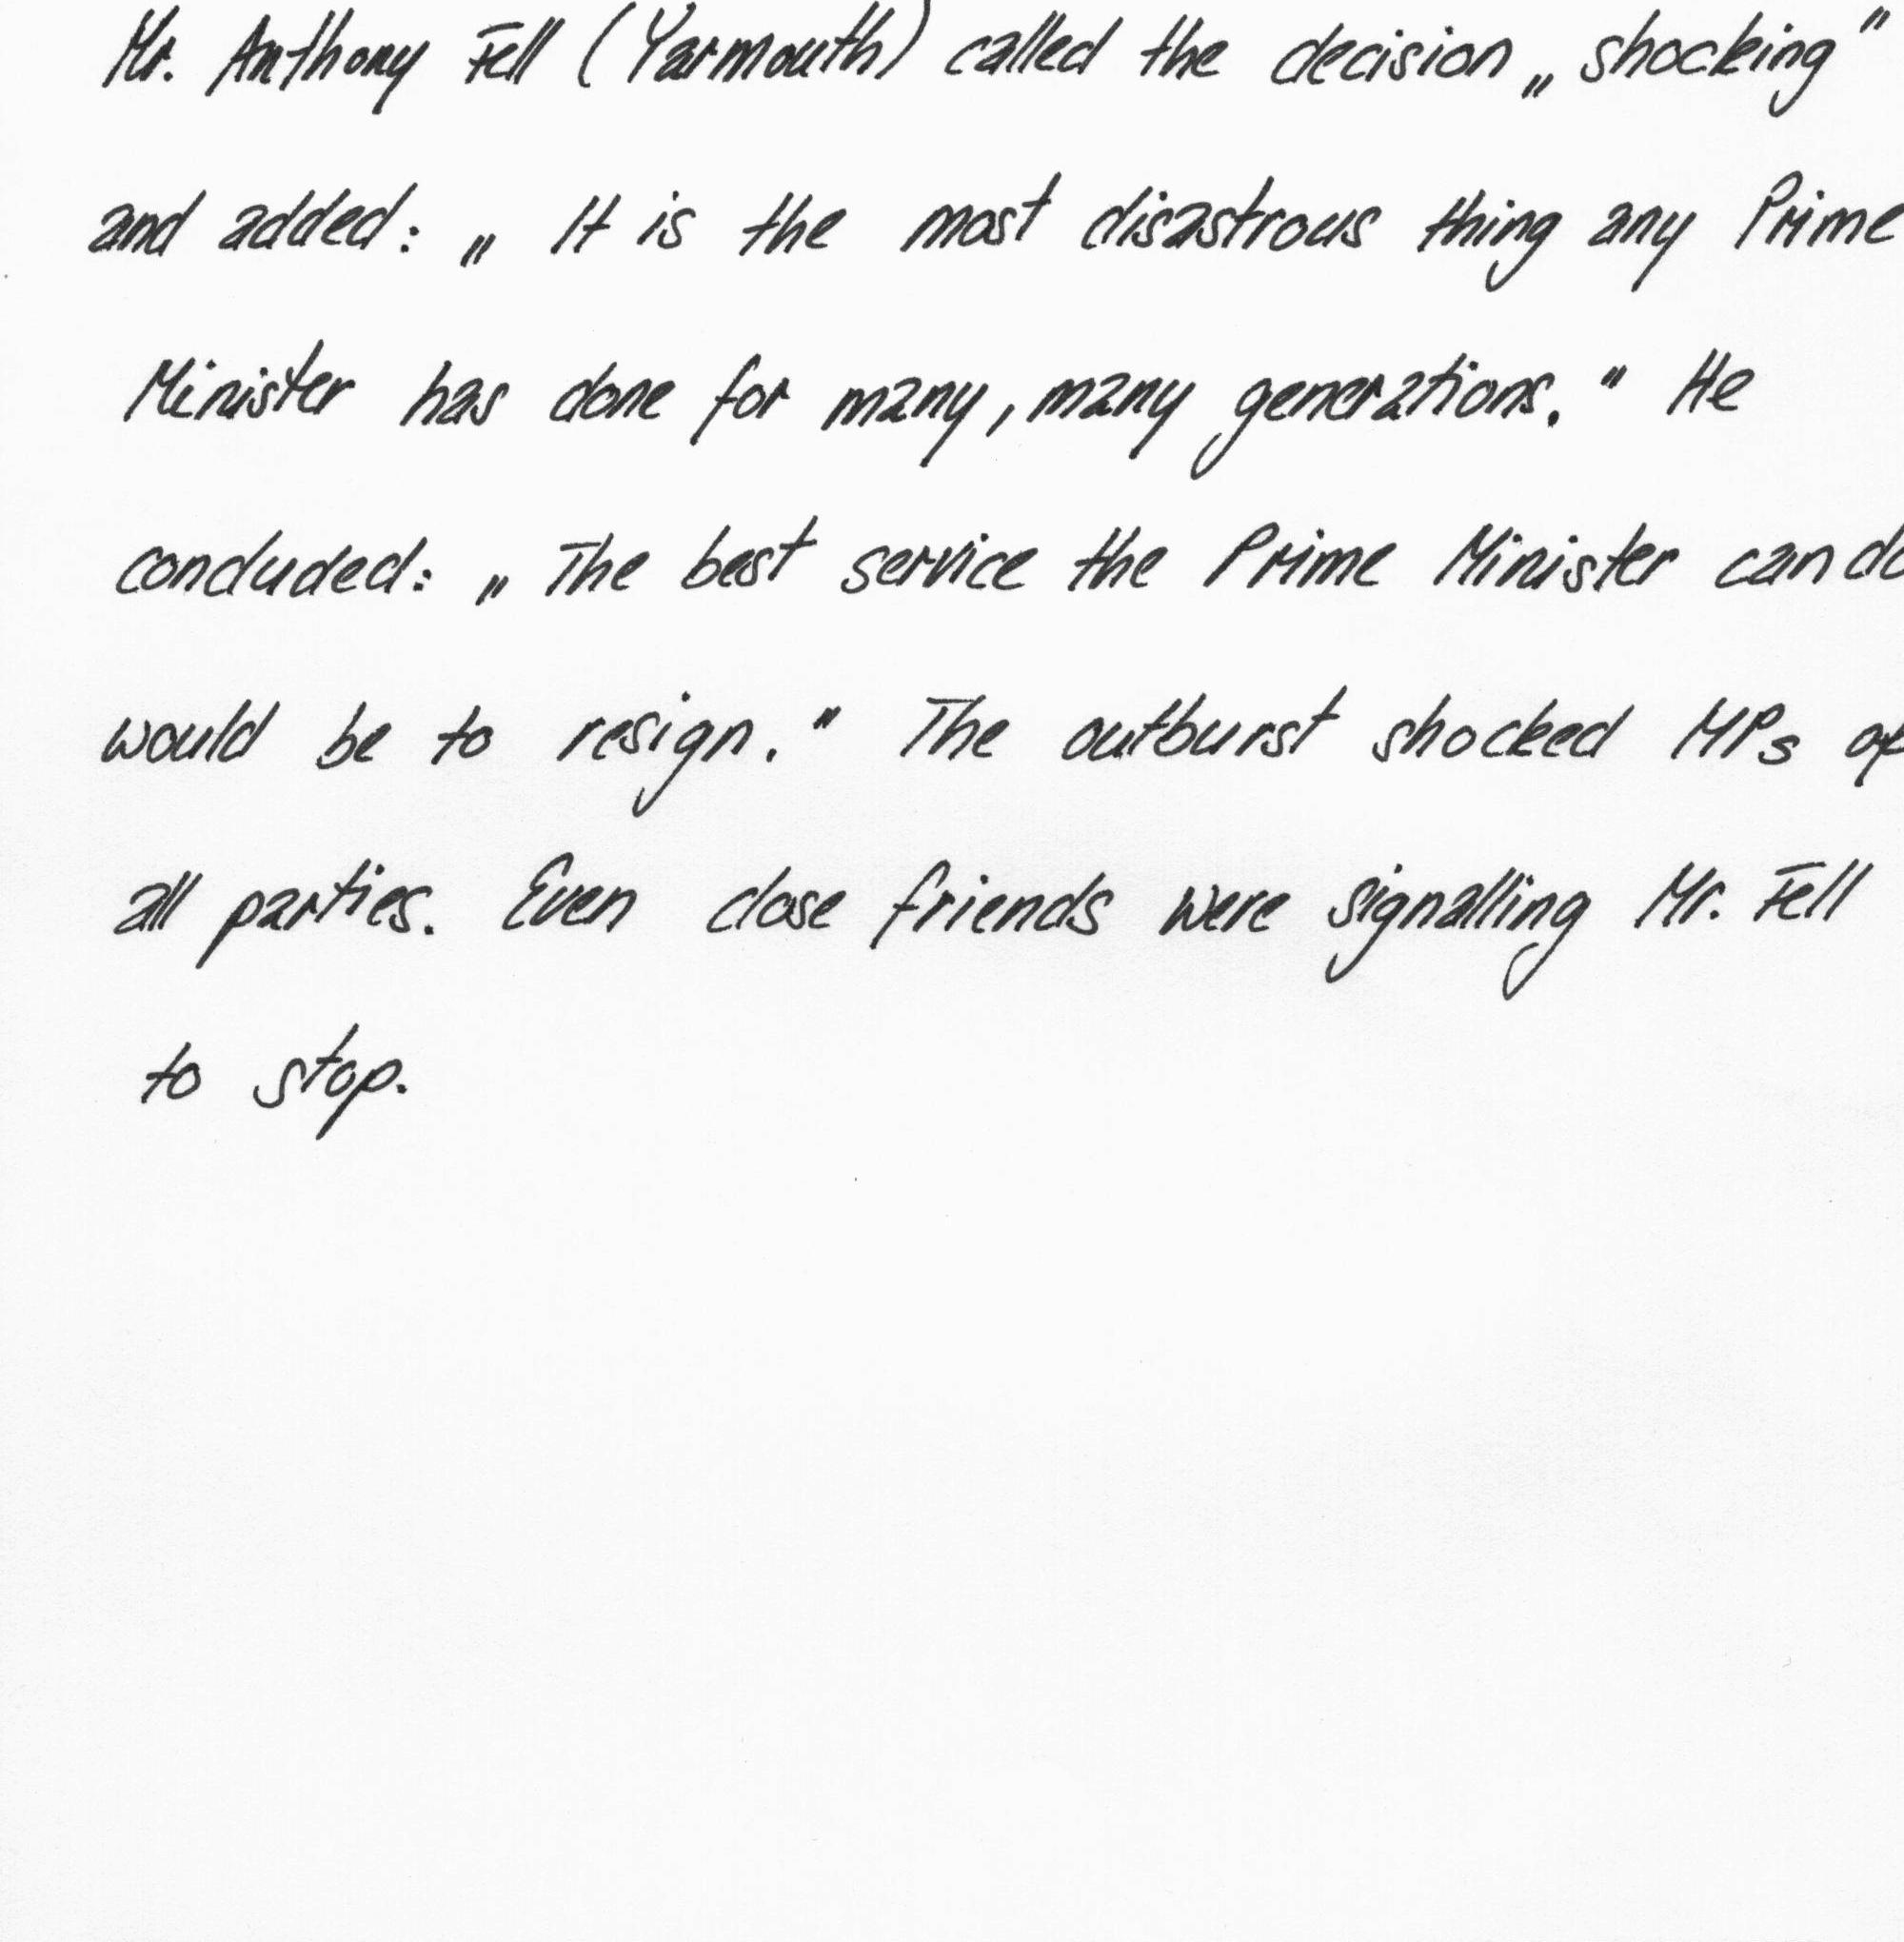 Mr. Anthony Fell (Yarmouth) called the decision „shocking"
and added: „It is the most disastrous thing any Prime
Minister has done for many, many generations." He
concluded: „The best service the Prime Minister can do
would be to resign." The outburst shocked MPs of
all parties. Even close friends were signalling Mr. Fell
to stop.